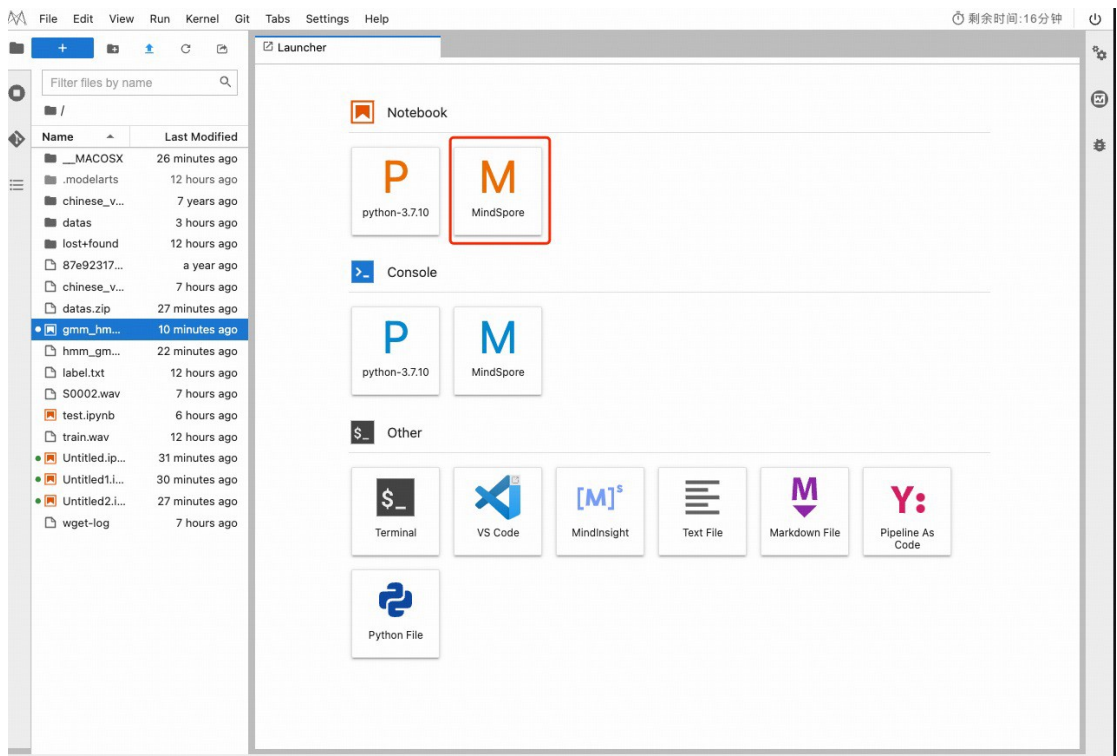 File Edit View Run Kernel Git Tabs Settings Help 剩余时间:16分钟
+
Filter files by name
/
Name Last Modified
__MACOSX 26 minutes ago
.modelarts 12 hours ago
chinese_v... 7 years ago
datas 3 hours ago
lost+found 12 hours ago
87e92317... a year ago
chinese_v... 7 hours ago
datas.zip 27 minutes ago
gmm_hm... 10 minutes ago
hmm_gm... 22 minutes ago
label.txt 12 hours ago
S0002.wav 7 hours ago
test.ipynb 6 hours ago
train.wav 12 hours ago
Untitled.ip... 31 minutes ago
Untitled1.i... 30 minutes ago
Untitled2.i... 27 minutes ago
wget-log 7 hours ago
Launcher
Notebook
P M
python-3.7.10 MindSpore
>_ Console
P M
python-3.7.10 MindSpore
$_ Other
$_ [M]s M Y:
Terminal VS Code MindInsight Text File Markdown File Pipeline As
Code
Python File